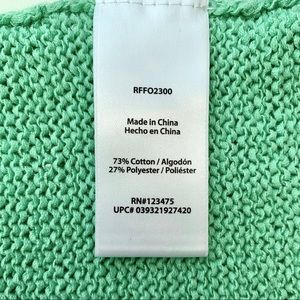 RFFO2300
Made in China
Hecho en China
73% Cotton / Algodón
27% Polyester / Poliéster
RN#123475
UPC# 039321927420